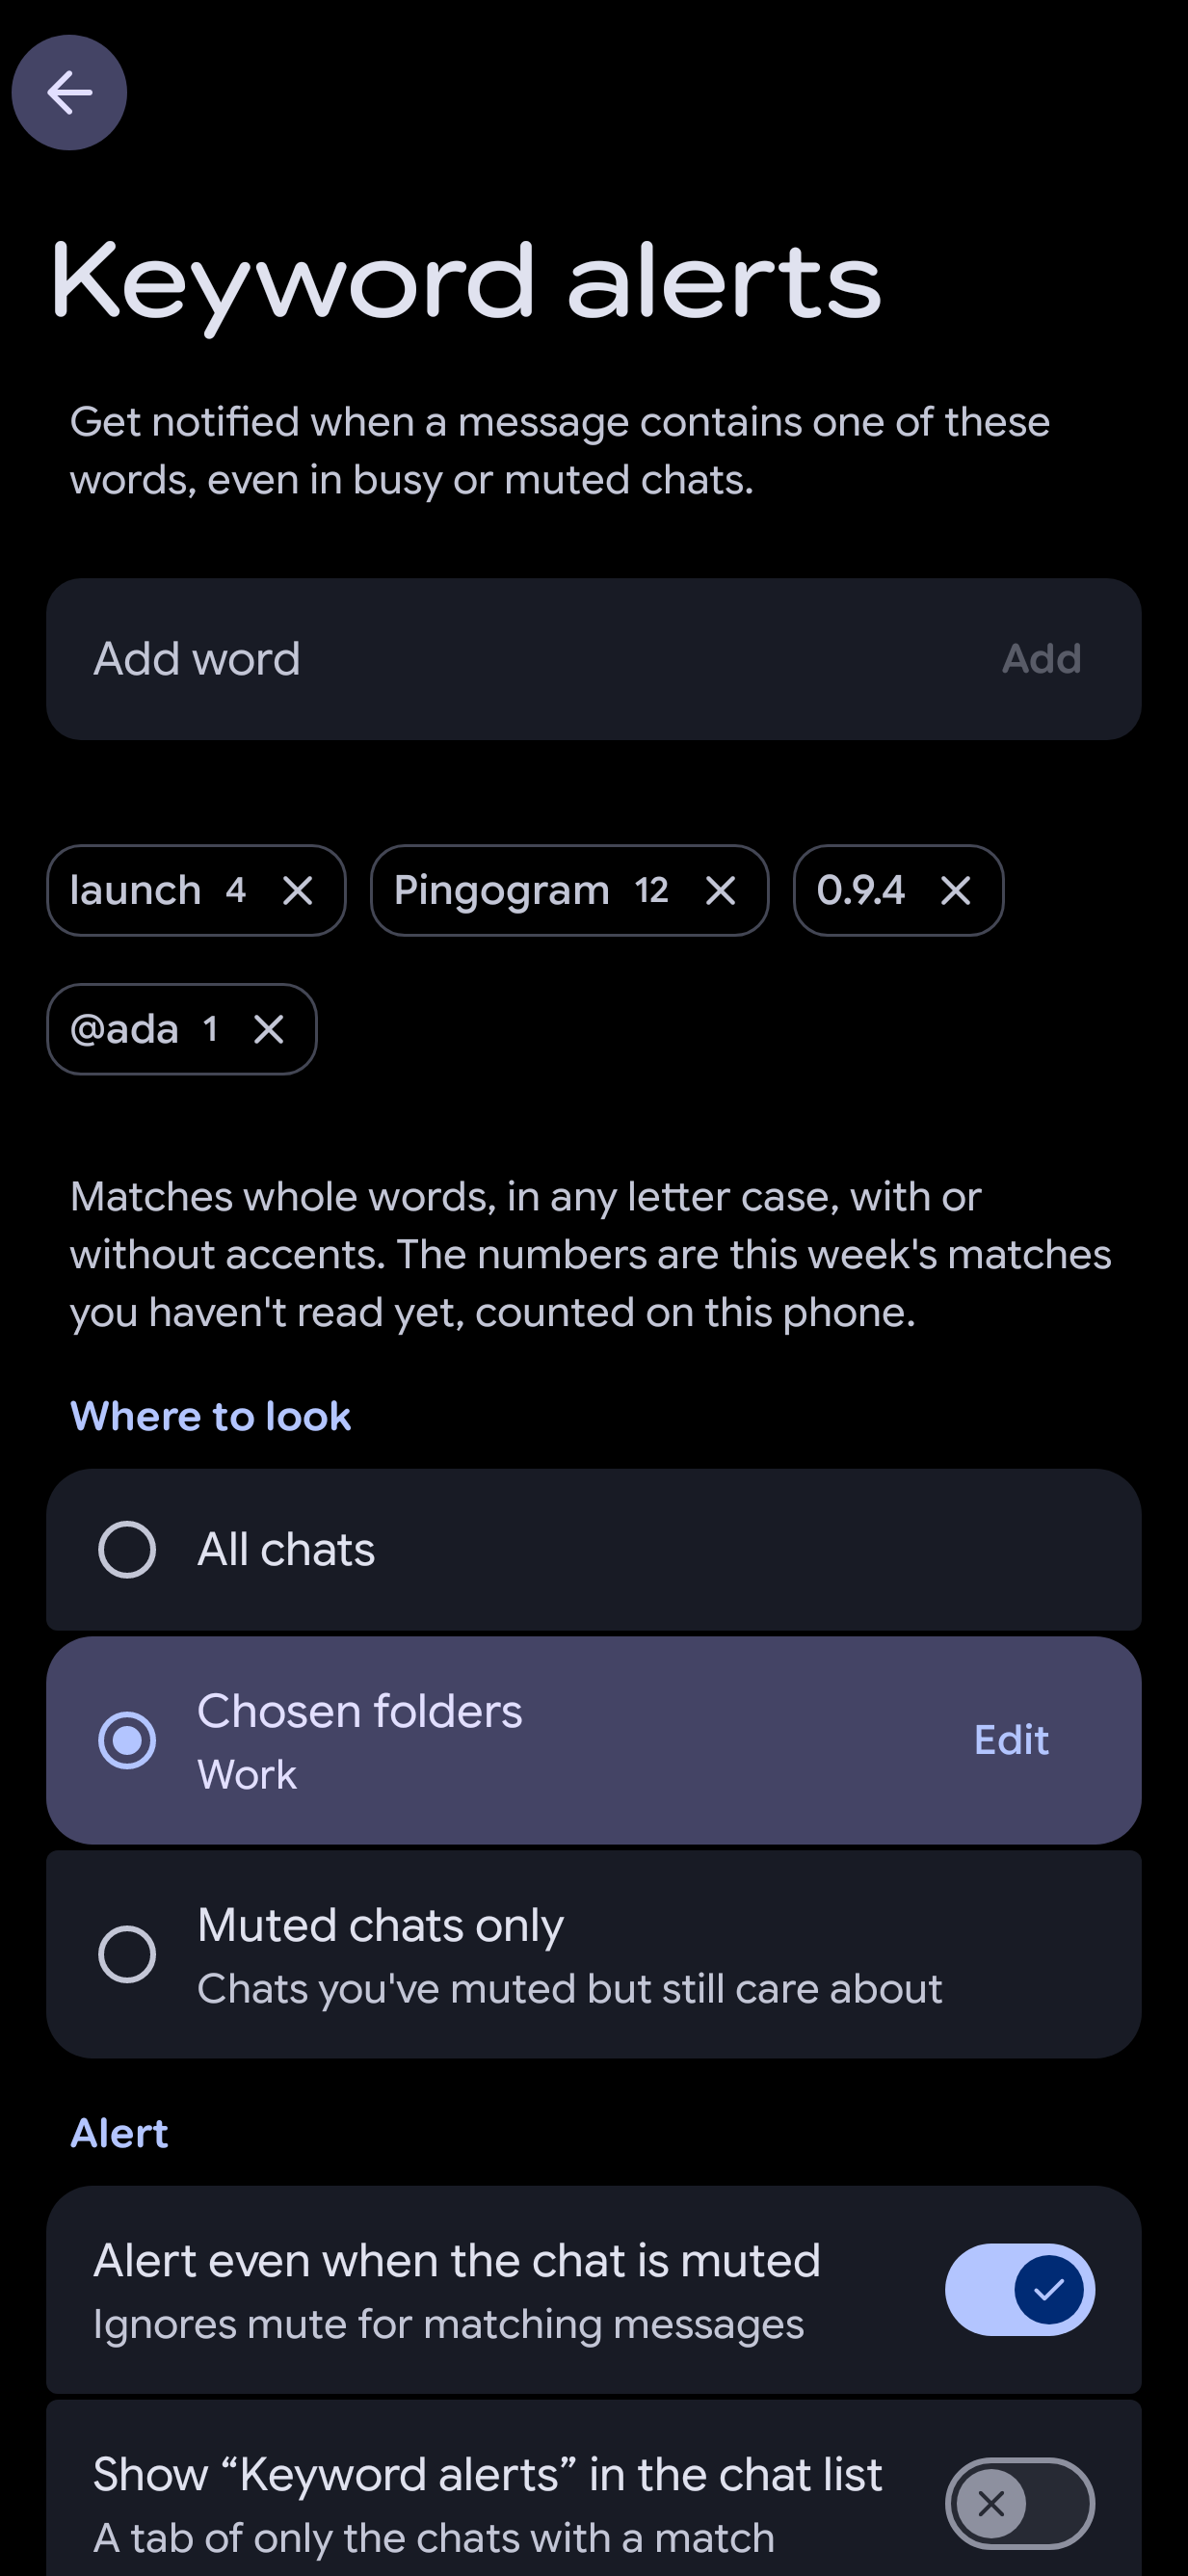 Keyword alerts
Get notified when a message contains one of these
words, even in busy or muted chats.
Add word Add
launch 4 Pingogram 12 0.9.4
@ada 1
Matches whole words, in any letter case, with or
without accents. The numbers are this week's matches
you haven't read yet, counted on this phone.
Where to look
All chats
Chosen folders
Work
Edit
Muted chats only
Chats you've muted but still care about
Alert
Alert even when the chat is muted
Ignores mute for matching messages
Show “Keyword alerts” in the chat list
A tab of only the chats with a match